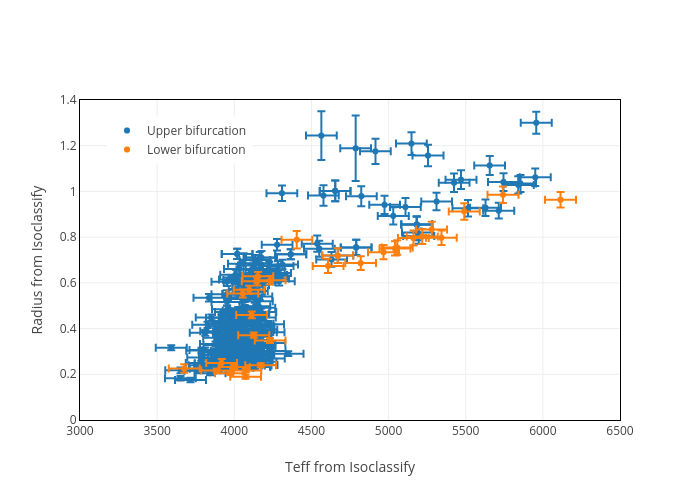 1.4
1.2
1
0.8
0.6
0.4
0.2
0
Upper bifurcation
Lower bifurcation
Radius from Isoclassify
3000 3500 4000 4500 5000 5500 6000 6500
Teff from Isoclassify